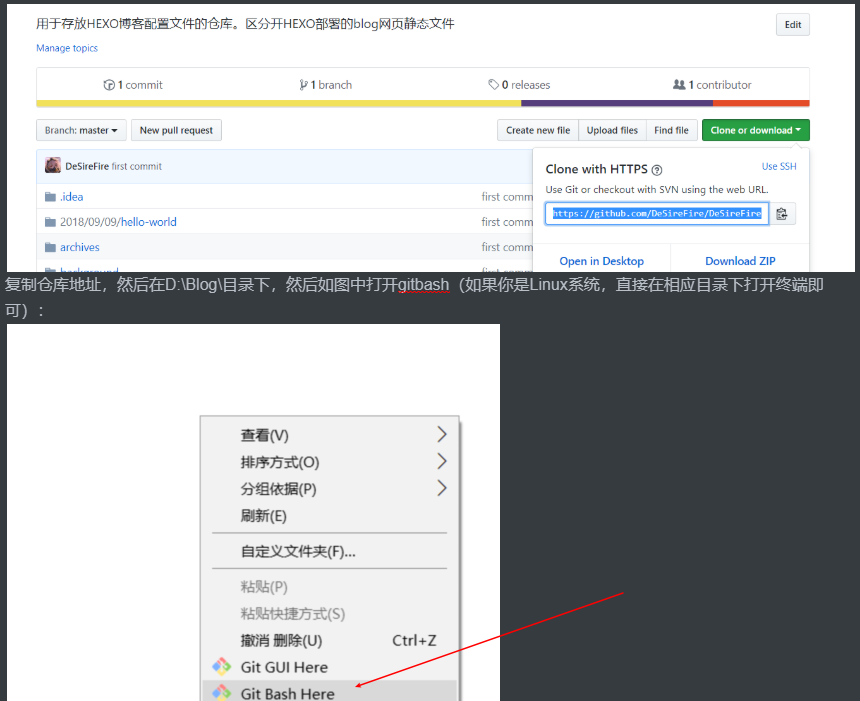 用于存放HEXO博客配置文件的仓库。区分开HEXO部署的blog网页静态文件
Edit
Manage topics
1 commit
1 branch
0 releases
1 contributor
Branch: master
New pull request
Create new file
Upload files
Find file
Clone or download
DeSireFire first commit
Clone with HTTPS
Use SSH
Use Git or checkout with SVN using the web URL.
.idea
first comm
https://github.com/DeSireFire/DeSireFire
2018/09/09/hello-world
first comm
archives
first comm
Open in Desktop
Download ZIP
background
复制仓库地址，然后在D:\Blog\目录下，然后如图中打开gitbash（如果你是Linux系统，直接在相应目录下打开终端即
可）：
查看(V)
排序方式(O)
分组依据(P)
刷新(E)
自定义文件夹(F)...
粘贴(P)
粘贴快捷方式(S)
撤消 删除(U)
Ctrl+Z
Git GUI Here
Git Bash Here